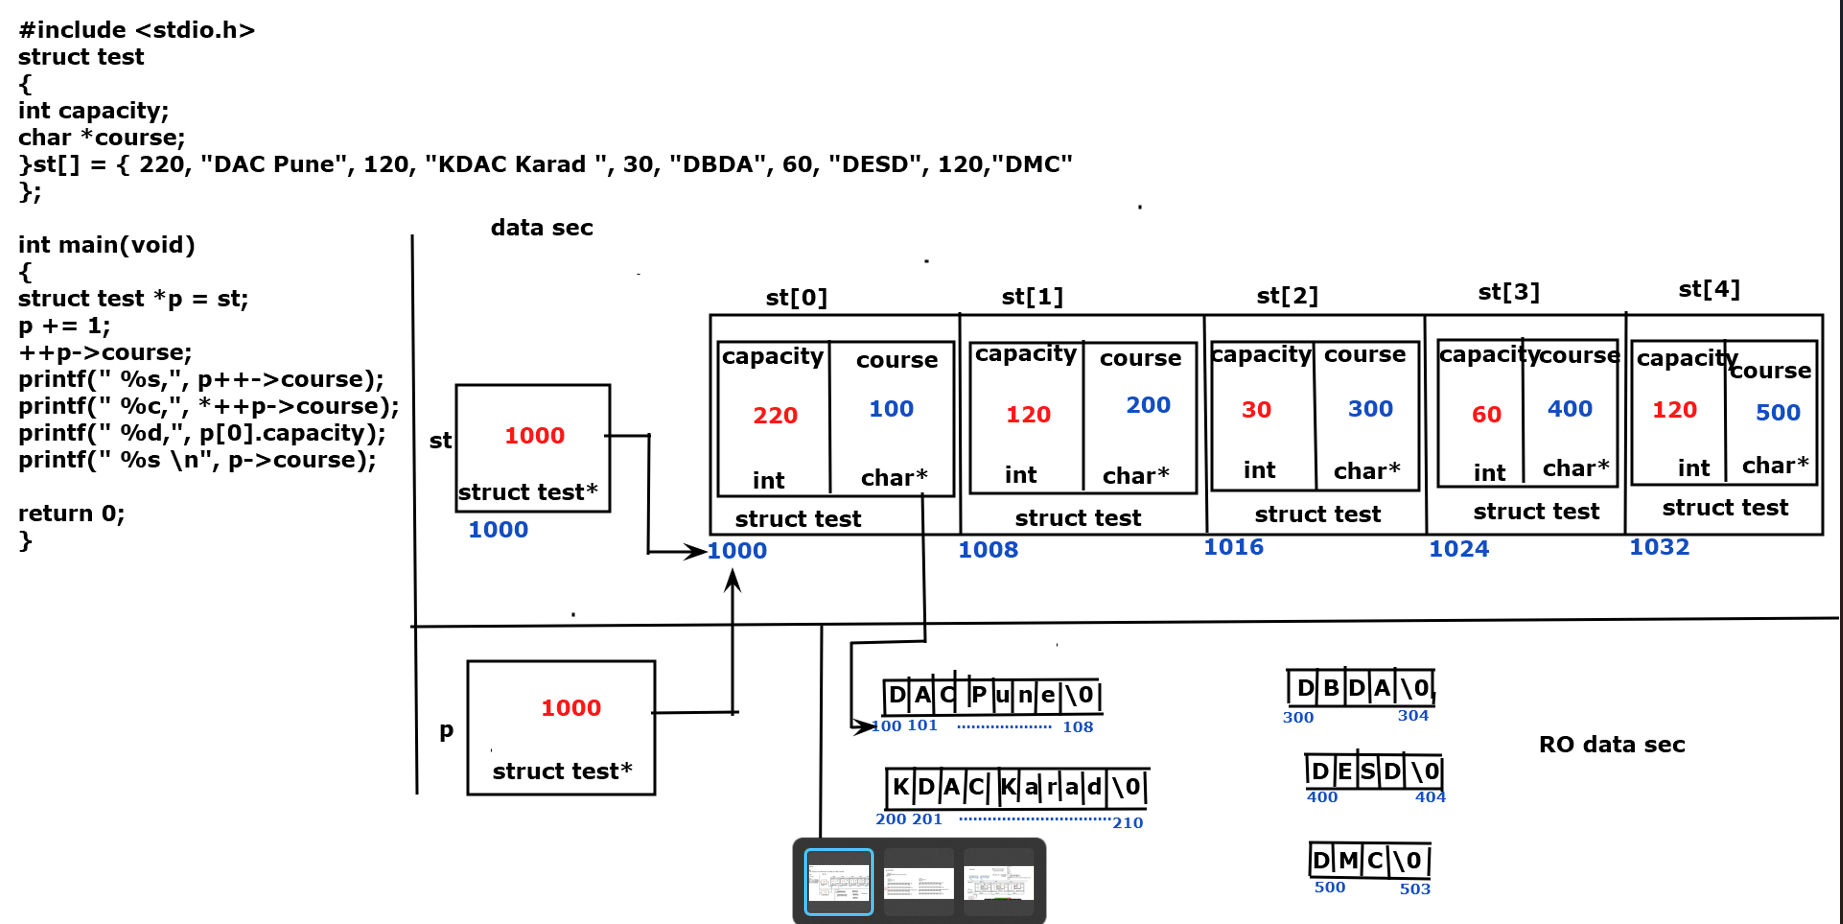 #include <stdio.h>
struct test
{
int capacity;
char *course;
}st[] = { 220, "DAC Pune", 120, "KDAC Karad ", 30, "DBDA", 60, "DESD", 120,"DMC"
};
int main(void)
{
struct test *p = st;
p += 1;
++p->course;
printf(" %s,", p++->course);
printf(" %c,", *++p->course);
printf(" %d,", p[0].capacity);
printf(" %s \n", p->course);
return 0;
}
data sec
st[0] st[1] st[2] st[3] st[4]
capacity course capacity course capacity course capacity course capacity course
220 100 120 200 30 300 60 400 120 500
int char* int char* int char* int char* int char*
struct test struct test struct test struct test struct test
1000 1008 1016 1024 1032
st
1000
struct test*
1000
p
1000
struct test*
D A C P u n e \0
100 101 108
K D A C K a r a d \0
200 201 210
D B D A \0
300 304
D E S D \0
400 404
D M C \0
500 503
RO data sec